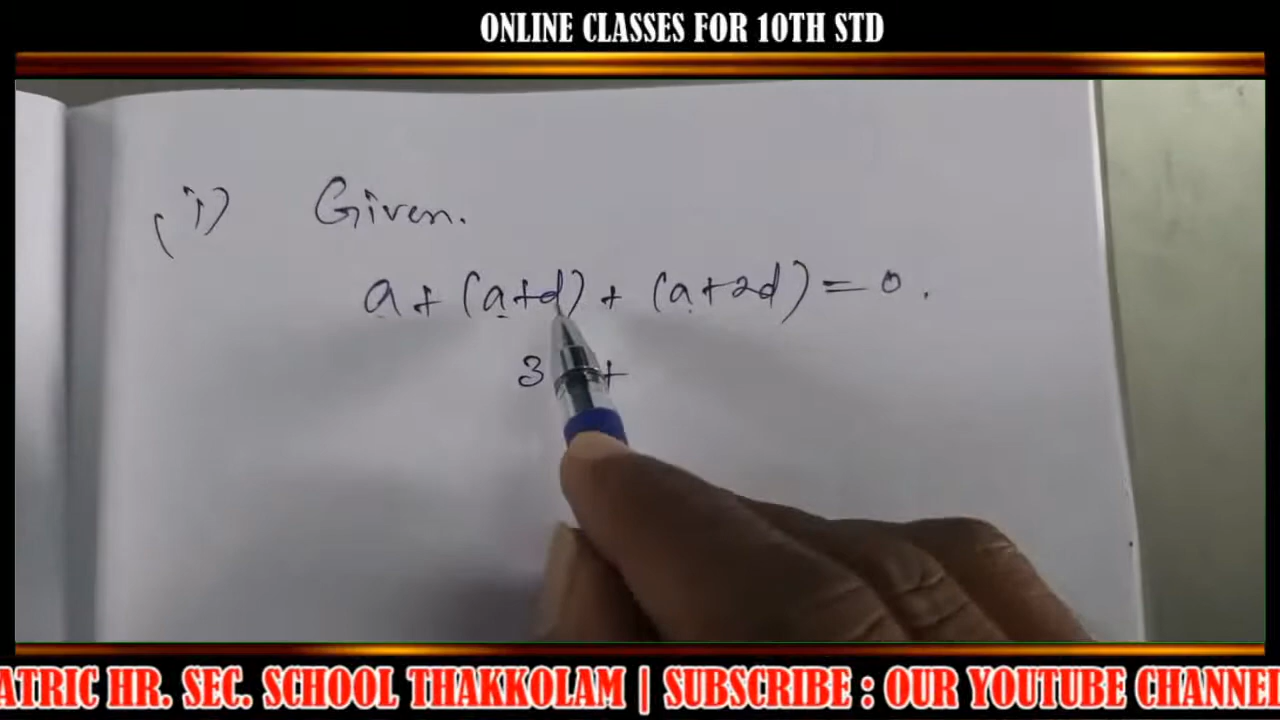 ONLINE CLASSES FOR 10TH STD
(i) Given.
a + (a+d) + (a+2d) = 0.
3 +
ATRIC HR. SEC. SCHOOL THAKKOLAM | SUBSCRIBE : OUR YOUTUBE CHANNEL